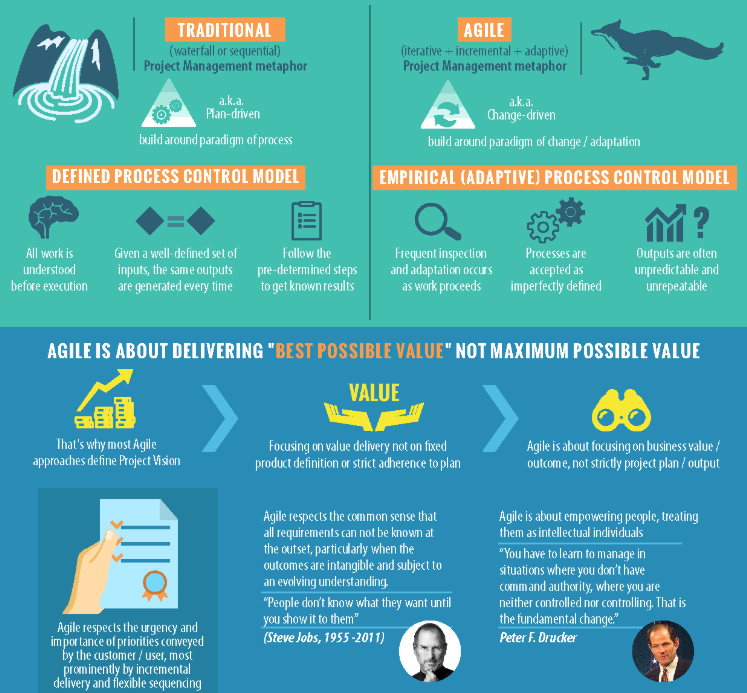 TRADITIONAL
(waterfall or sequential)
Project Management metaphor
a.k.a.
Plan-driven
build around paradigm of process
AGILE
(iterative + incremental + adaptive)
Project Management metaphor
a.k.a.
Change-driven
build around paradigm of change / adaptation
DEFINED PROCESS CONTROL MODEL
All work is
understood
before execution
Given a well-defined set of
inputs, the same outputs
are generated every time
Follow the
pre-determined steps
to get known results
EMPIRICAL (ADAPTIVE) PROCESS CONTROL MODEL
Frequent inspection
and adaptation occurs
as work proceeds
Processes are
accepted as
imperfectly defined
?
Outputs are often
unpredictable and
unrepeatable
AGILE IS ABOUT DELIVERING "BEST POSSIBLE VALUE" NOT MAXIMUM POSSIBLE VALUE
That's why most Agile
approaches define Project Vision
VALUE
Focusing on value delivery not on fixed
product definition or strict adherence to plan
Agile is about focusing on business value /
outcome, not strictly project plan / output
Agile respects the urgency and
importance of priorities conveyed
by the customer / user, most
prominently by incremental
delivery and flexible sequencing
Agile respects the common sense that
all requirements can not be known at
the outset, particularly when the
outcomes are intangible and subject to
an evolving understanding.
“People don't know what they want until
you show it to them”
(Steve Jobs, 1955 -2011)
Agile is about empowering people, treating
them as intellectual individuals
“You have to learn to manage in
situations where you don't have
command authority, where you are
neither controlled nor controlling. That is
the fundamental change.”
Peter F. Drucker